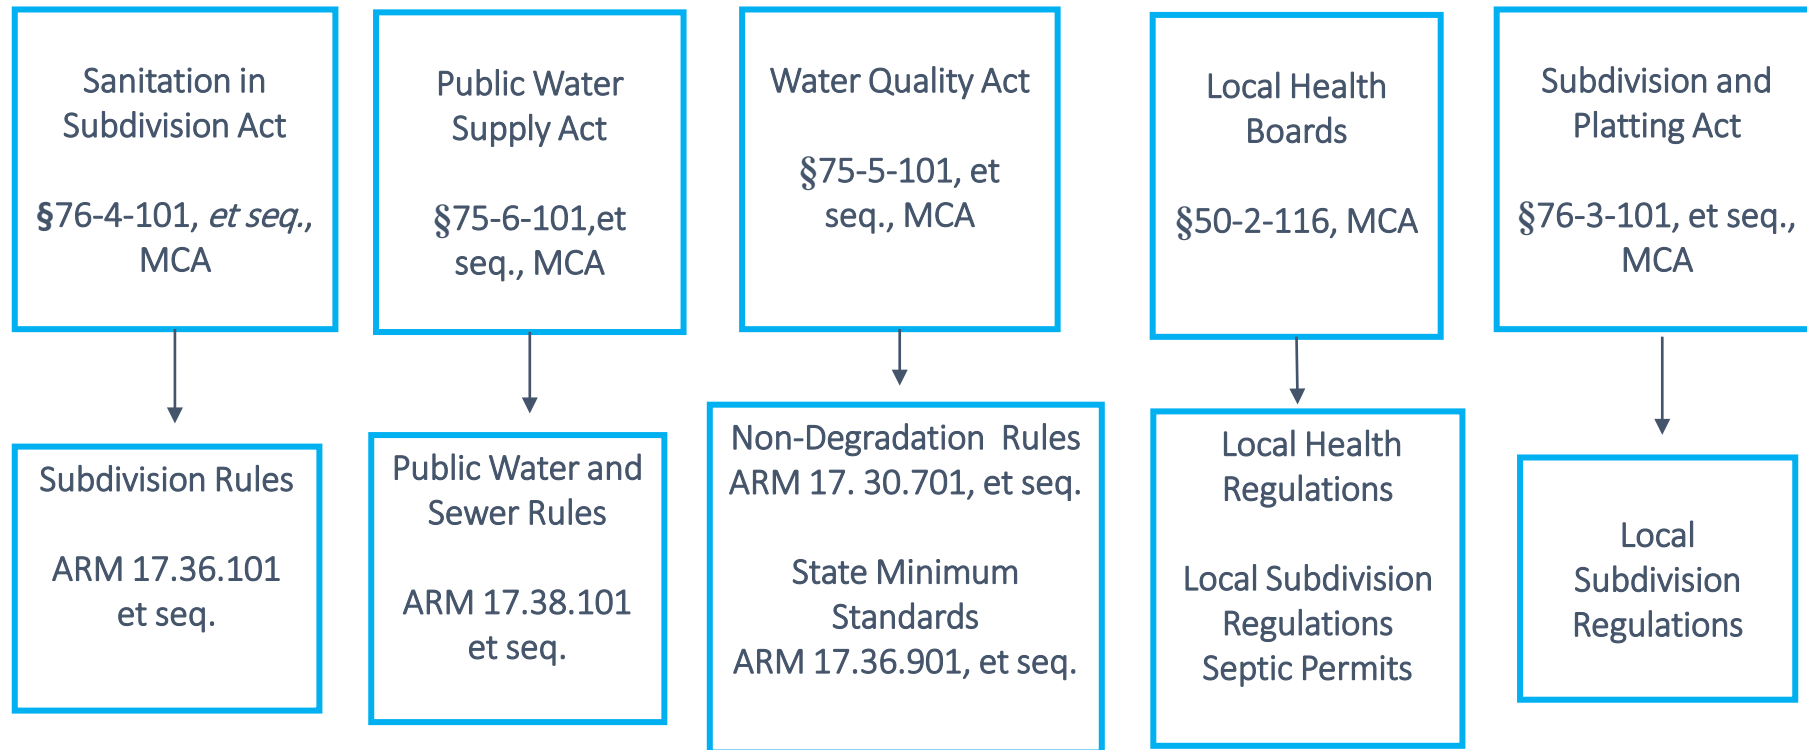 Sanitation in
Subdivision Act
§76-4-101, et seq.,
MCA
Public Water
Supply Act
§75-6-101,et
seq., MCA
Water Quality Act
§75-5-101, et
seq., MCA
Local Health
Boards
§50-2-116, MCA
Subdivision and
Platting Act
§76-3-101, et seq.,
MCA
Subdivision Rules
ARM 17.36.101
et seq.
Public Water and
Sewer Rules
ARM 17.38.101
et seq.
Non-Degradation  Rules
ARM 17. 30.701, et seq.
State Minimum
Standards
ARM 17.36.901, et seq.
Local Health
Regulations
Local Subdivision
Regulations
Septic Permits
Local
Subdivision
Regulations